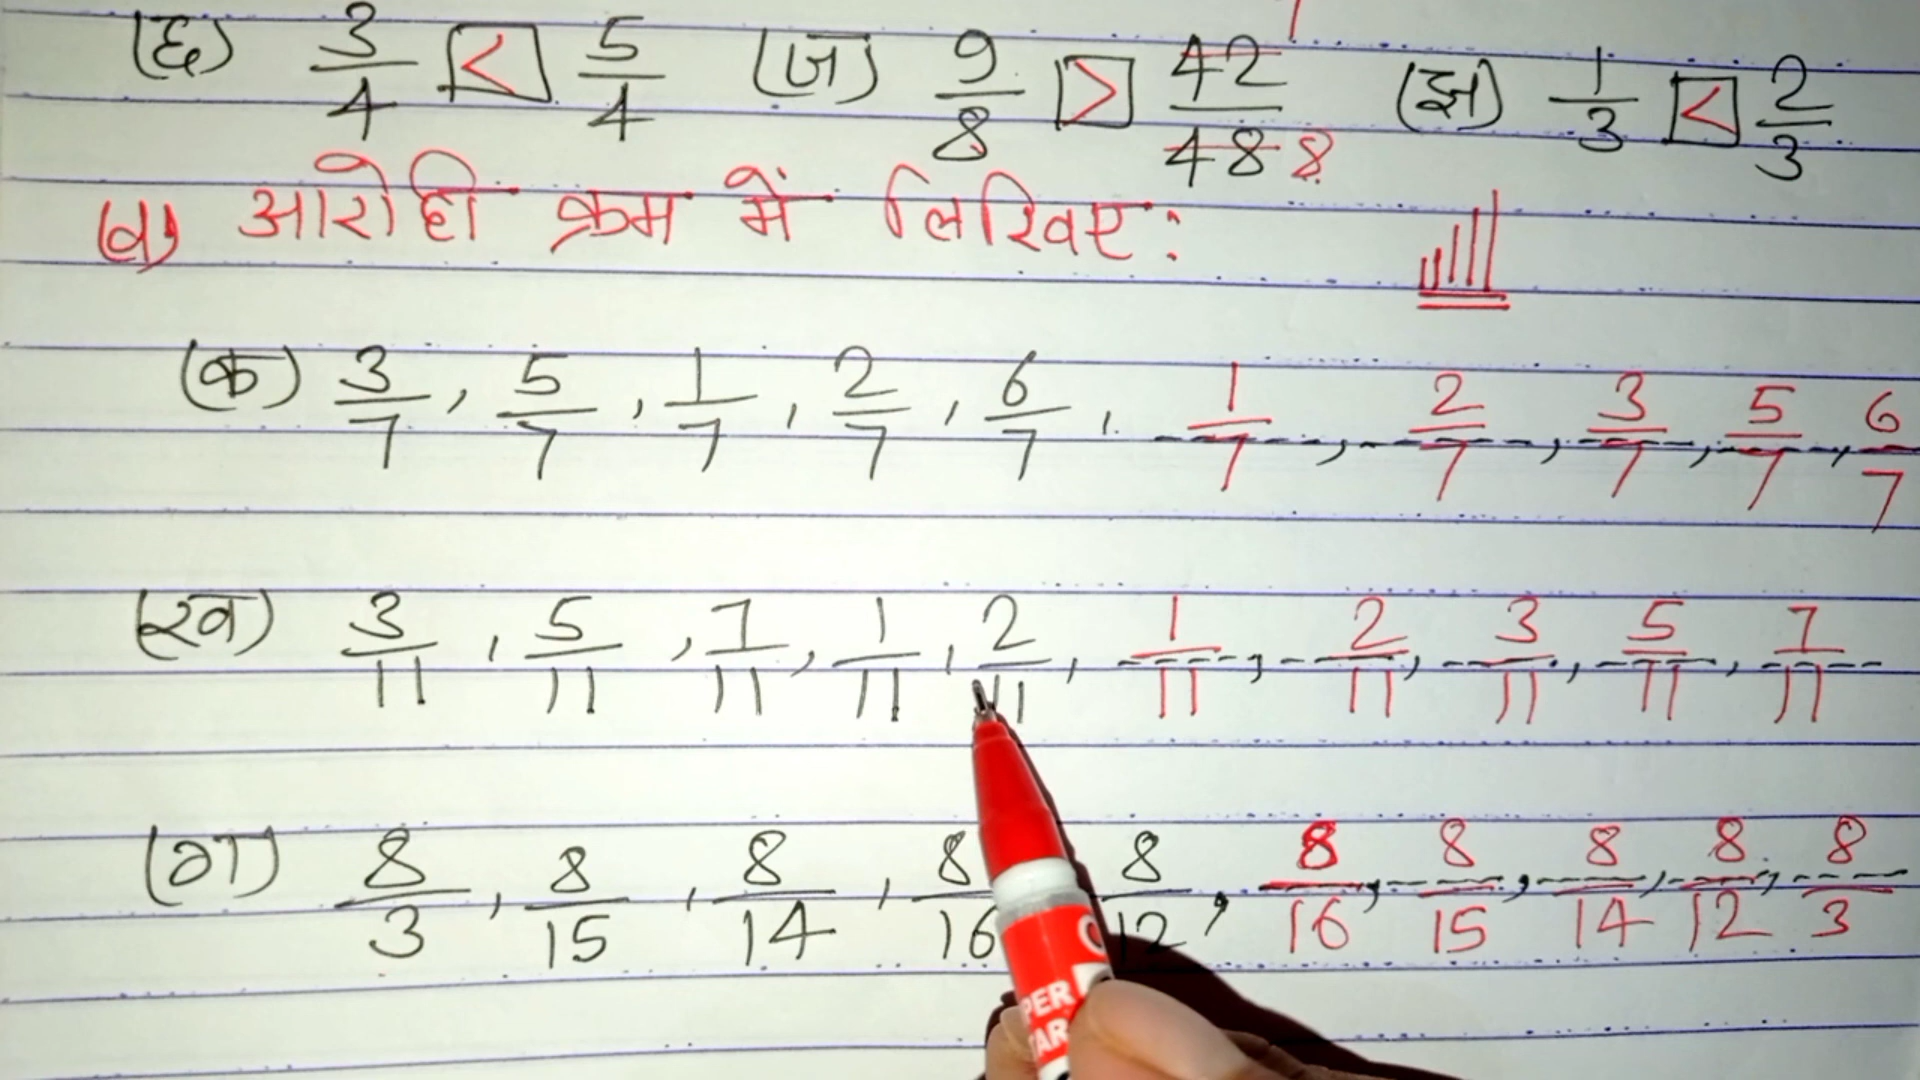 (छ) 3/4 < 5/4 (ज) 9/8 > 42/48 7 8 (झ) 1/3 < 2/3
आरोही क्रम में लिखिए:
(क) 3/7, 5/7, 1/7, 2/7, 6/7, 1/7, 2/7, 3/7, 5/7, 6/7
(ख) 3/11, 5/11, 7/11, 1/11, 2/11, 1/11, 2/11, 3/11, 5/11, 7/11
(ग) 8/3, 8/15, 8/14, 8/16, 8/12, 8/16, 8/15, 8/14, 8/12, 8/3